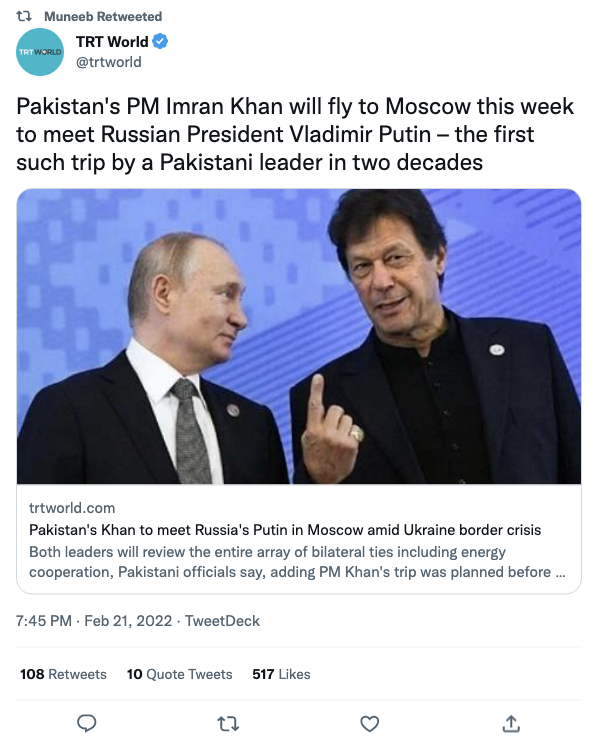 Muneeb Retweeted
TRT WORLD
TRT World
@trtworld
Pakistan's PM Imran Khan will fly to Moscow this week
to meet Russian President Vladimir Putin – the first
such trip by a Pakistani leader in two decades
trtworld.com
Pakistan's Khan to meet Russia's Putin in Moscow amid Ukraine border crisis
Both leaders will review the entire array of bilateral ties including energy
cooperation, Pakistani officials say, adding PM Khan's trip was planned before ...
7:45 PM · Feb 21, 2022 · TweetDeck
108 Retweets 10 Quote Tweets 517 Likes